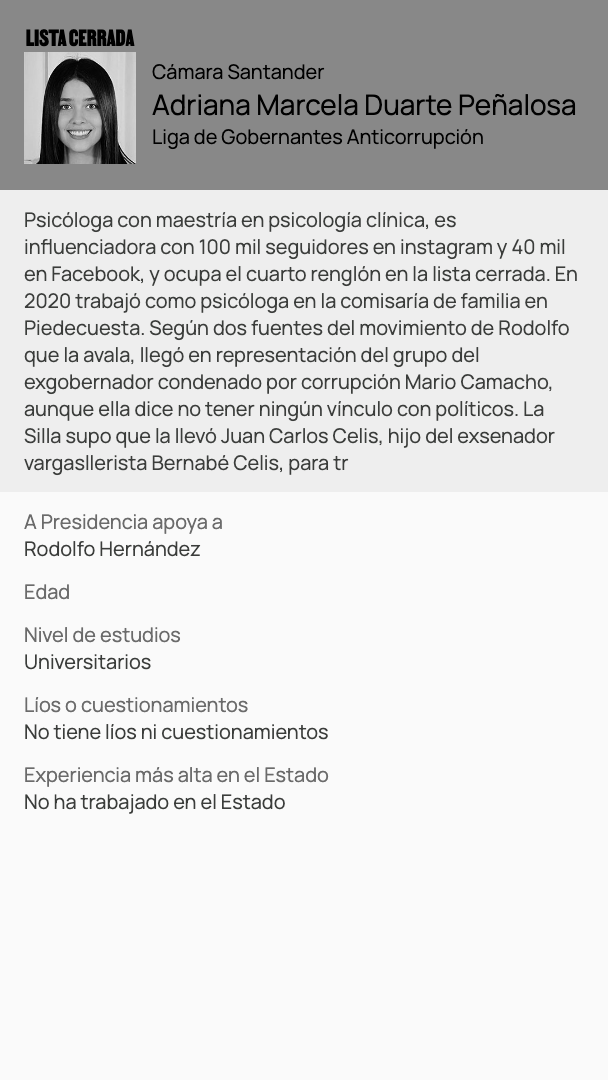 LISTA CERRADA
Cámara Santander
Adriana Marcela Duarte Peñalosa
Liga de Gobernantes Anticorrupción
Psicóloga con maestría en psicología clínica, es
influenciadora con 100 mil seguidores en instagram y 40 mil
en Facebook, y ocupa el cuarto renglón en la lista cerrada. En
2020 trabajó como psicóloga en la comisaría de familia en
Piedecuesta. Según dos fuentes del movimiento de Rodolfo
que la avala, llegó en representación del grupo del
exgobernador condenado por corrupción Mario Camacho,
aunque ella dice no tener ningún vínculo con políticos. La
Silla supo que la llevó Juan Carlos Celis, hijo del exsenador
vargasllerista Bernabé Celis, para tr
A Presidencia apoya a
Rodolfo Hernández
Edad
Nivel de estudios
Universitarios
Líos o cuestionamientos
No tiene líos ni cuestionamientos
Experiencia más alta en el Estado
No ha trabajado en el Estado